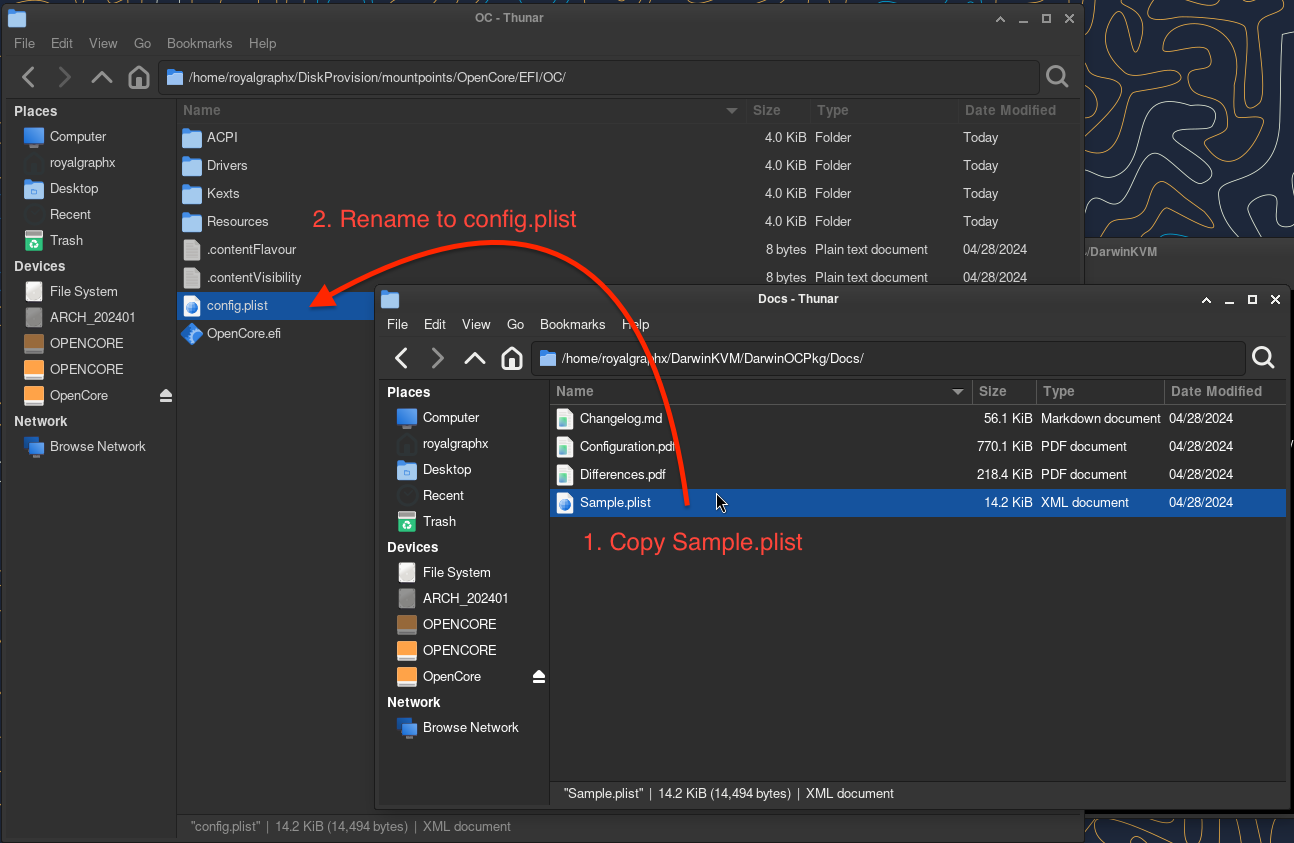 OC - Thunar
File Edit View Go Bookmarks Help
/home/royalgraphx/DiskProvision/mountpoints/OpenCore/EFI/OC/
Places
Computer
royalgraphx
Desktop
Recent
Trash
Devices
File System
ARCH_202401
OPENCORE
OPENCORE
OpenCore
Network
Browse Network
Name Size Type Date Modified
ACPI 4.0 KiB Folder Today
Drivers 4.0 KiB Folder Today
Kexts 4.0 KiB Folder Today
Resources 4.0 KiB Folder Today
.contentFlavour 8 bytes Plain text document 04/28/2024
.contentVisibility 8 bytes Plain text document 04/28/2024
config.plist
OpenCore.efi
2. Rename to config.plist
"config.plist" | 14.2 KiB (14,494 bytes) | XML document
/DarwinKVM
Docs - Thunar
File Edit View Go Bookmarks Help
/home/royalgraphx/DarwinKVM/DarwinOCPkg/Docs/
Places
Computer
royalgraphx
Desktop
Recent
Trash
Devices
File System
ARCH_202401
OPENCORE
OPENCORE
OpenCore
Network
Browse Network
Name Size Type Date Modified
Changelog.md 56.1 KiB Markdown document 04/28/2024
Configuration.pdf 770.1 KiB PDF document 04/28/2024
Differences.pdf 218.4 KiB PDF document 04/28/2024
Sample.plist 14.2 KiB XML document 04/28/2024
1. Copy Sample.plist
"Sample.plist" | 14.2 KiB (14,494 bytes) | XML document